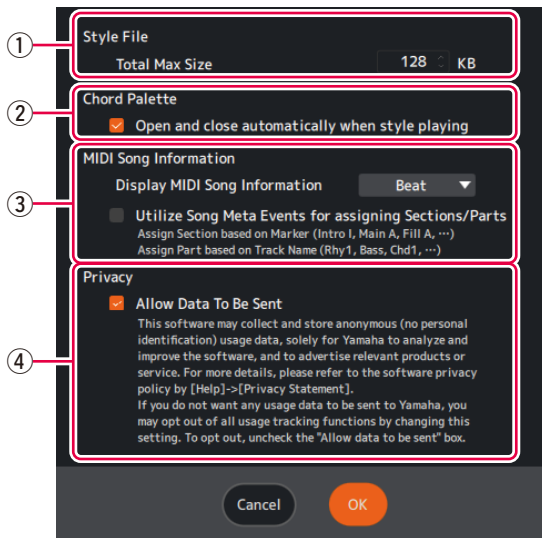 ①
Style File
Total Max Size 128 KB
②
Chord Palette
Open and close automatically when style playing
③
MIDI Song Information
Display MIDI Song Information Beat
Utilize Song Meta Events for assigning Sections/Parts
Assign Section based on Marker (Intro I, Main A, Fill A, ⋯)
Assign Part based on Track Name (Rhy1, Bass, Chd1, ⋯)
④
Privacy
Allow Data To Be Sent
This software may collect and store anonymous (no personal
identification) usage data, solely for Yamaha to analyze and
improve the software, and to advertise relevant products or
service. For more details, please refer to the software privacy
policy by [Help]->[Privacy Statement].
If you do not want any usage data to be sent to Yamaha, you
may opt out of all usage tracking functions by changing this
setting. To opt out, uncheck the "Allow data to be sent" box.
Cancel OK